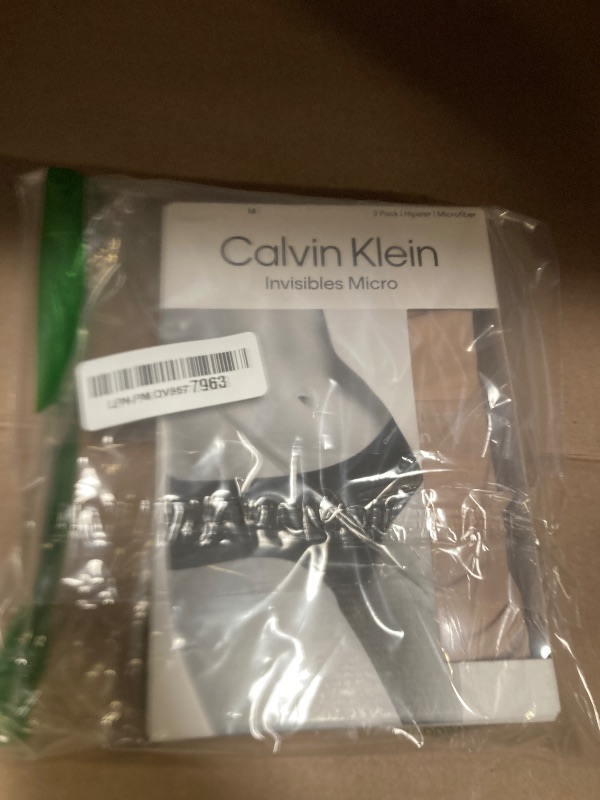 M
3 Pack | Hipster | Microfiber
Calvin Klein
Invisibles Micro
7963